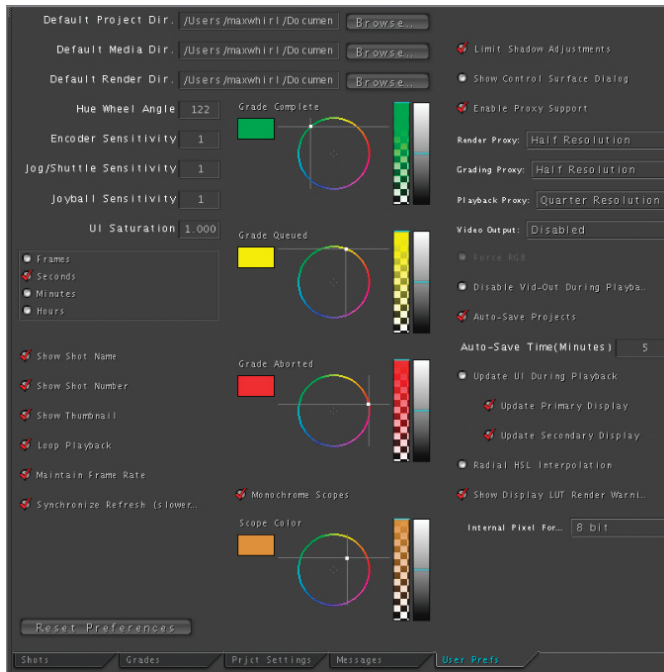 Default Project Dir. /Users/maxwhirl/Documen Browse..
Default Media Dir. /Users/maxwhirl/Documen Browse..
Default Render Dir. /Users/maxwhirl/Documen Browse..
Hue Wheel Angle 122
Encoder Sensitivity 1
Jog/Shuttle Sensitivity 1
Joyball Sensitivity 1
UI Saturation 1.000
Frames
Seconds
Minutes
Hours
Show Shot Name
Show Shot Number
Show Thumbnail
Loop Playback
Maintain Frame Rate
Synchronize Refresh (slower..
Reset Preferences
Grade Complete
Grade Queued
Grade Aborted
Monochrome Scopes
Scope Color
Limit Shadow Adjustments
Show Control Surface Dialog
Enable Proxy Support
Render Proxy: Half Resolution
Grading Proxy: Half Resolution
Playback Proxy: Quarter Resolution
Video Output: Disabled
Force RGB
Disable Vid-Out During Playba..
Auto-Save Projects
Auto-Save Time(Minutes) 5
Update UI During Playback
Update Primary Display
Update Secondary Display
Radial HSL Interpolation
Show Display LUT Render Warni..
Internal Pixel For... 8 bit
Shots Grades Prjct Settings Messages User Prefs